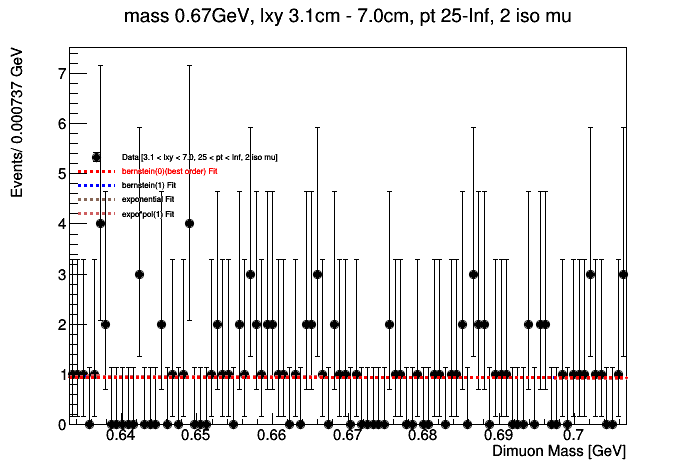 mass 0.67GeV, lxy 3.1cm - 7.0cm, pt 25-Inf, 2 iso mu
Events/ 0.000737 GeV
7
6
5
4
3
2
1
0
Data [3.1 < lxy < 7.0, 25 < pt < Inf, 2 iso mu]
bernstein(0)(best order) Fit
bernstein(1) Fit
exponential Fit
expo*pol(1) Fit
0.64 0.65 0.66 0.67 0.68 0.69 0.7
Dimuon Mass [GeV]